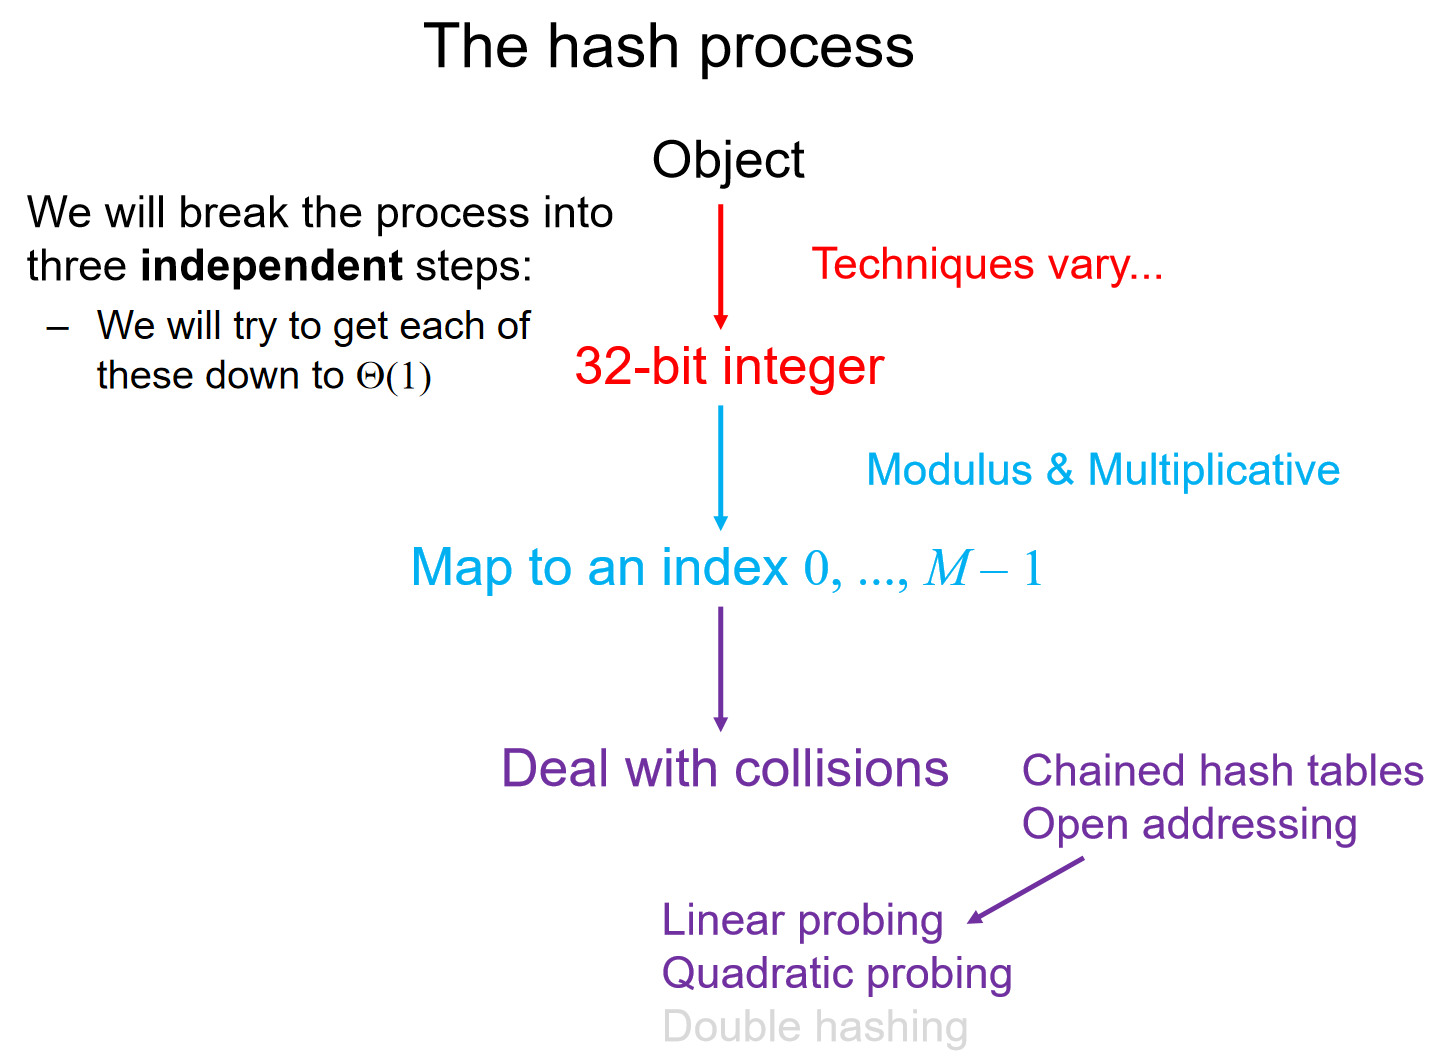 The hash process
Object
We will break the process into
three independent steps:
– We will try to get each of
these down to Θ(1)
Techniques vary...
32-bit integer
Modulus & Multiplicative
Map to an index 0, ..., M – 1
Deal with collisions
Chained hash tables
Open addressing
Linear probing
Quadratic probing
Double hashing